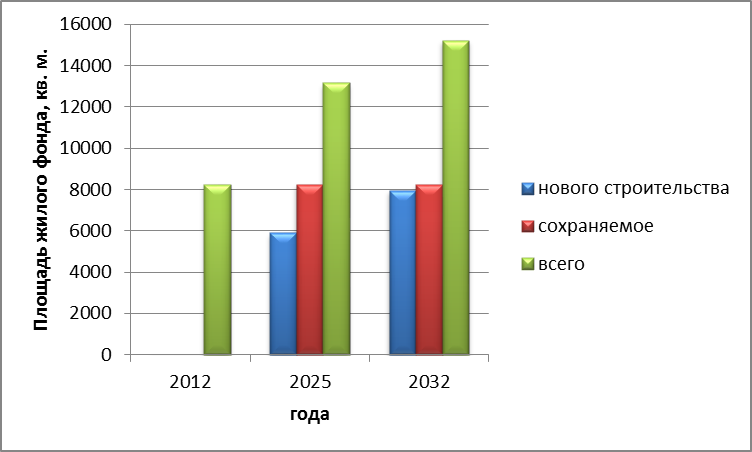 Площадь жилого фонда, кв. м.
16000
14000
12000
10000
8000
6000
4000
2000
0
2012 2025 2032
года
нового строительства
сохраняемое
всего